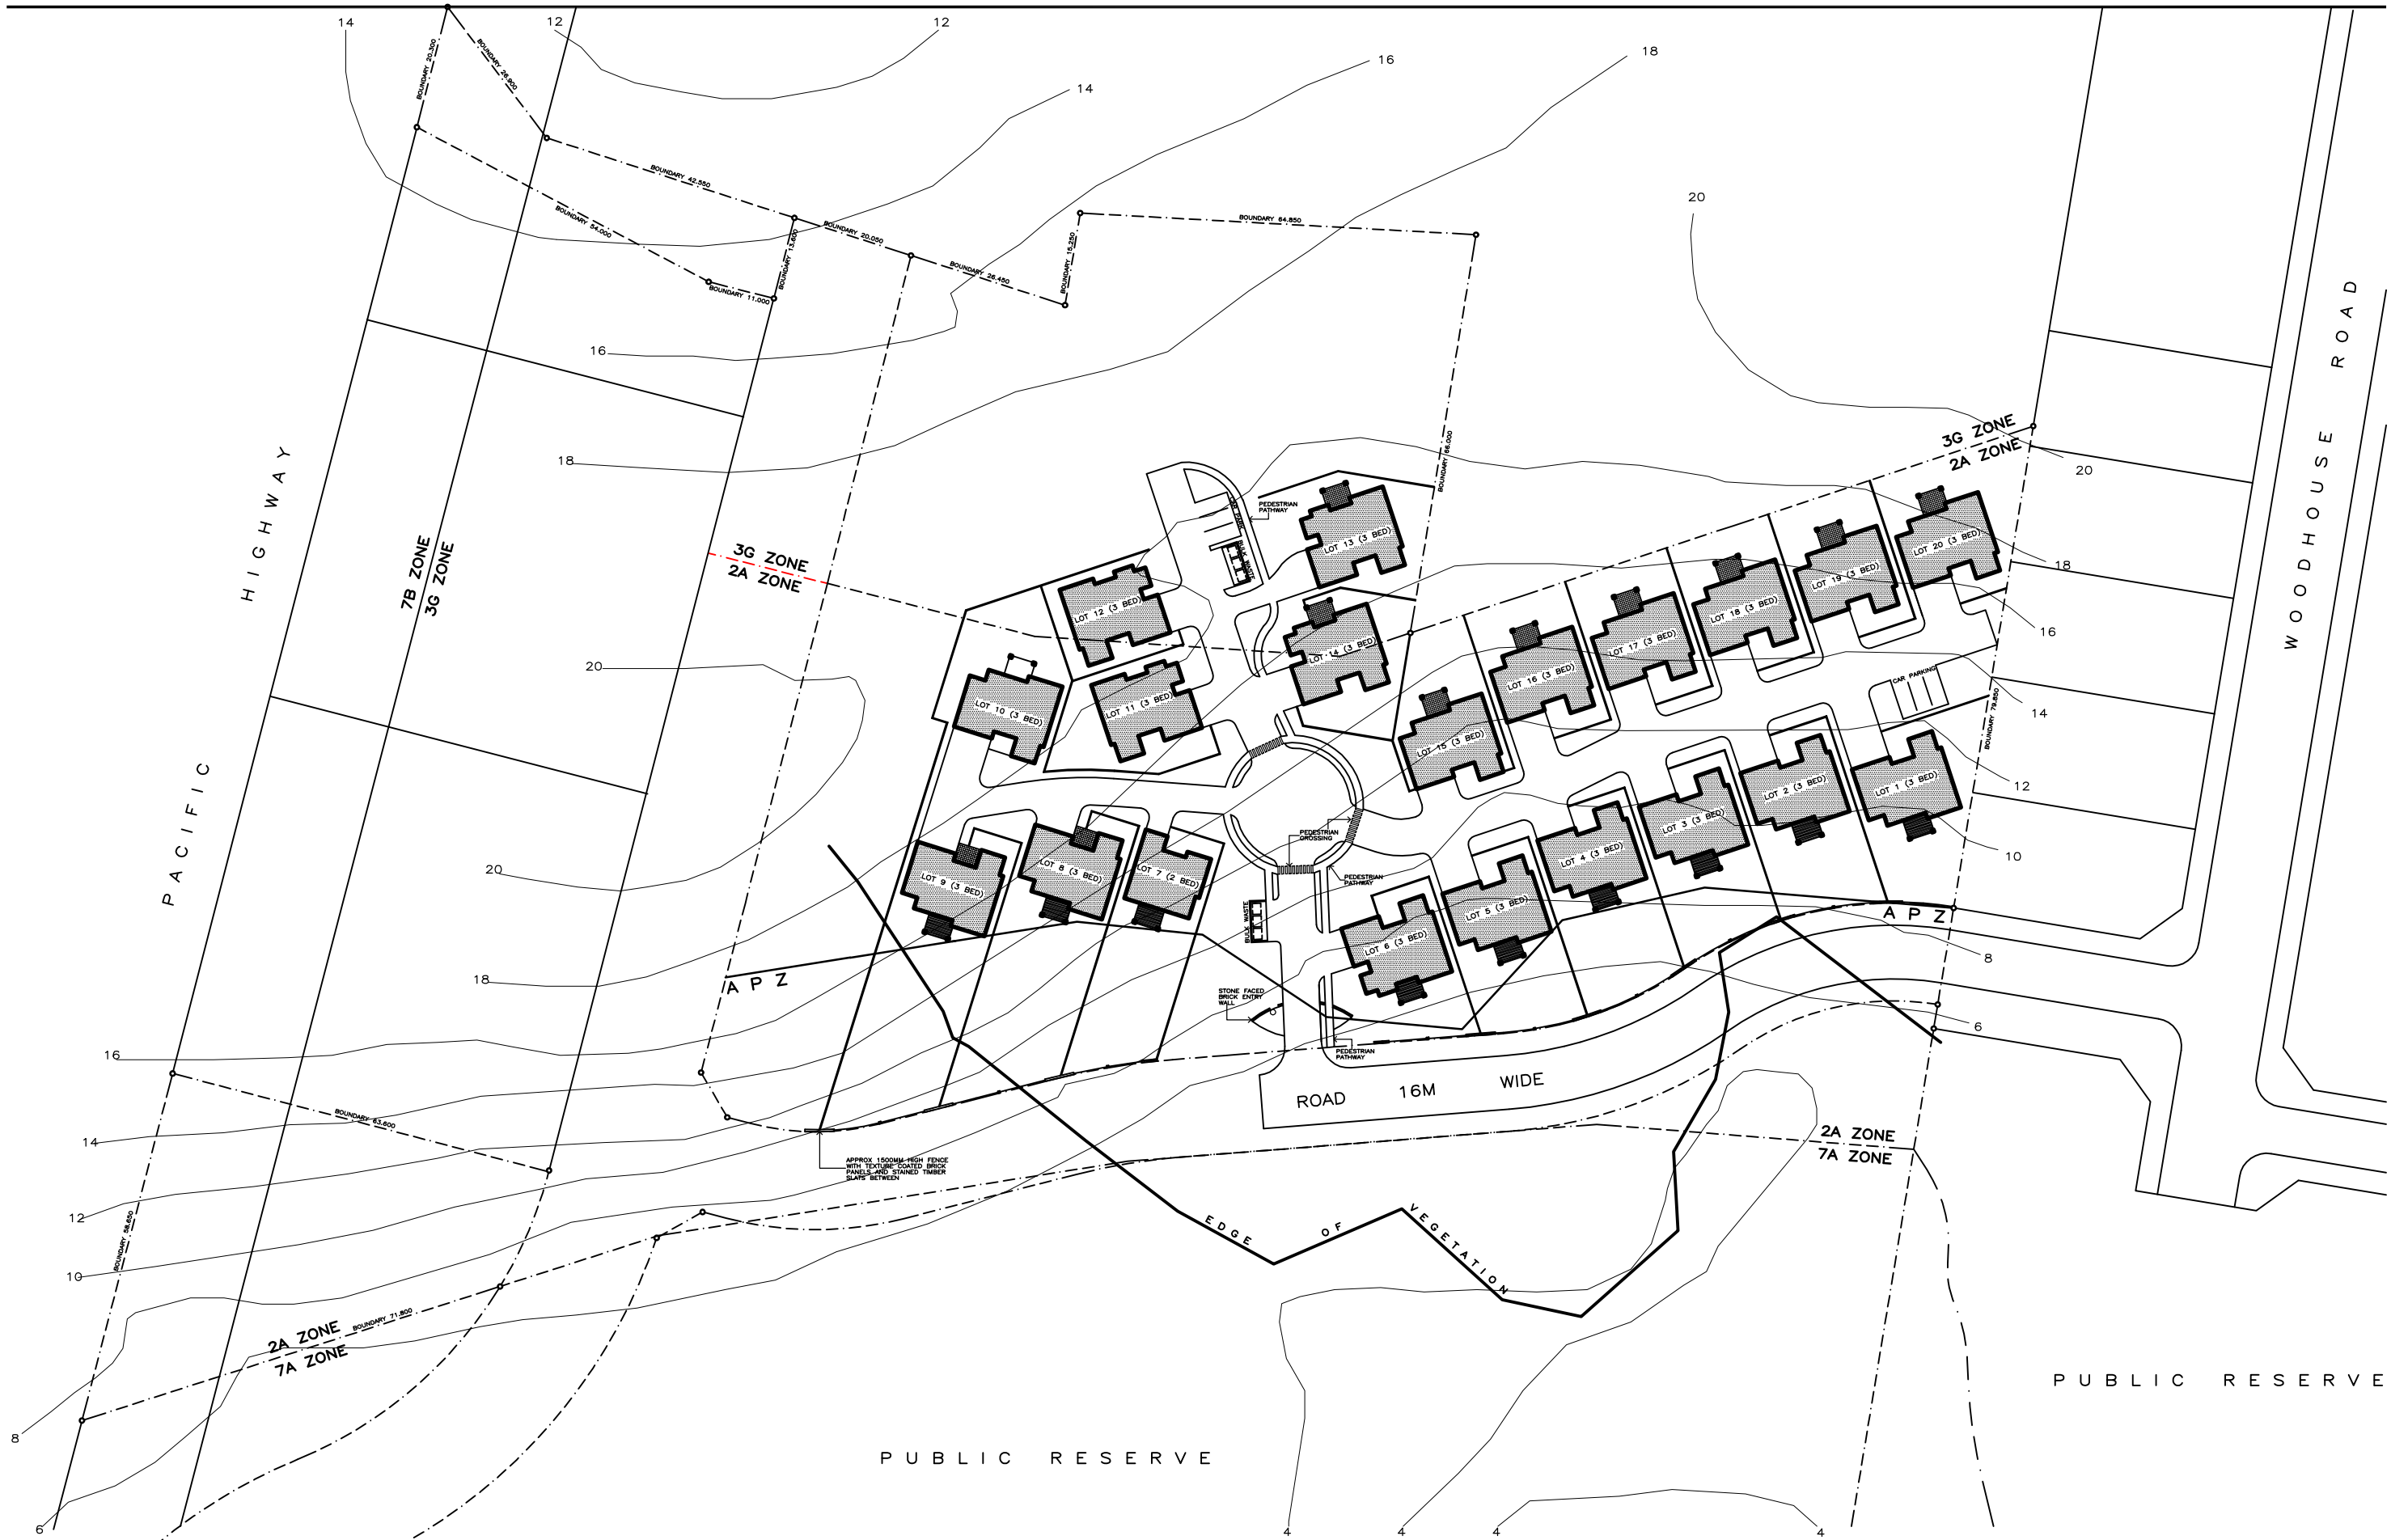 14
12
12
16
18
14
BOUNDARY 20.300
BOUNDARY 26.900
BOUNDARY 42.550
BOUNDARY 54.000
BOUNDARY 11.000
BOUNDARY 13.600
BOUNDARY 20.050
BOUNDARY 26.450
BOUNDARY 15.250
BOUNDARY 64.850
20
16
18
BOUNDARY 66.000
3G ZONE
2A ZONE
20
WOODHOUSE ROAD
PACIFIC HIGHWAY
7B ZONE
3G ZONE
3G ZONE
2A ZONE
PEDESTRIAN
PATHWAY
CAR PARK
BULK WASTE
LOT 13 (3 BED)
LOT 20 (3 BED)
18
LOT 19 (3 BED)
LOT 12 (3 BED)
LOT 18 (3 BED)
16
LOT 17 (3 BED)
LOT 14 (3 BED)
20
LOT 16 (3 BED)
CAR PARKING
LOT 10 (3 BED)
LOT 11 (3 BED)
14
BOUNDARY 79.850
LOT 15 (3 BED)
LOT 1 (3 BED)
LOT 2 (3 BED)
12
LOT 3 (3 BED)
PEDESTRIAN
CROSSING
LOT 4 (3 BED)
10
20
LOT 9 (3 BED)
LOT 8 (3 BED)
LOT 7 (2 BED)
PEDESTRIAN
PATHWAY
LOT 5 (3 BED)
APZ
BULK WASTE
LOT 6 (3 BED)
8
18
APZ
STONE FACED
BRICK ENTRY
WALL
6
16
PEDESTRIAN
PATHWAY
ROAD 16M WIDE
BOUNDARY 63.600
14
2A ZONE
7A ZONE
APPROX 1500MM HIGH FENCE
WITH TEXTURE COATED BRICK
PANELS AND STAINED TIMBER
SLATS BETWEEN
12
BOUNDARY 58.650
EDGE OF VEGETATION
10
2A ZONE
BOUNDARY 71.800
7A ZONE
PUBLIC RESERVE
8
PUBLIC RESERVE
6
4
4
4
4